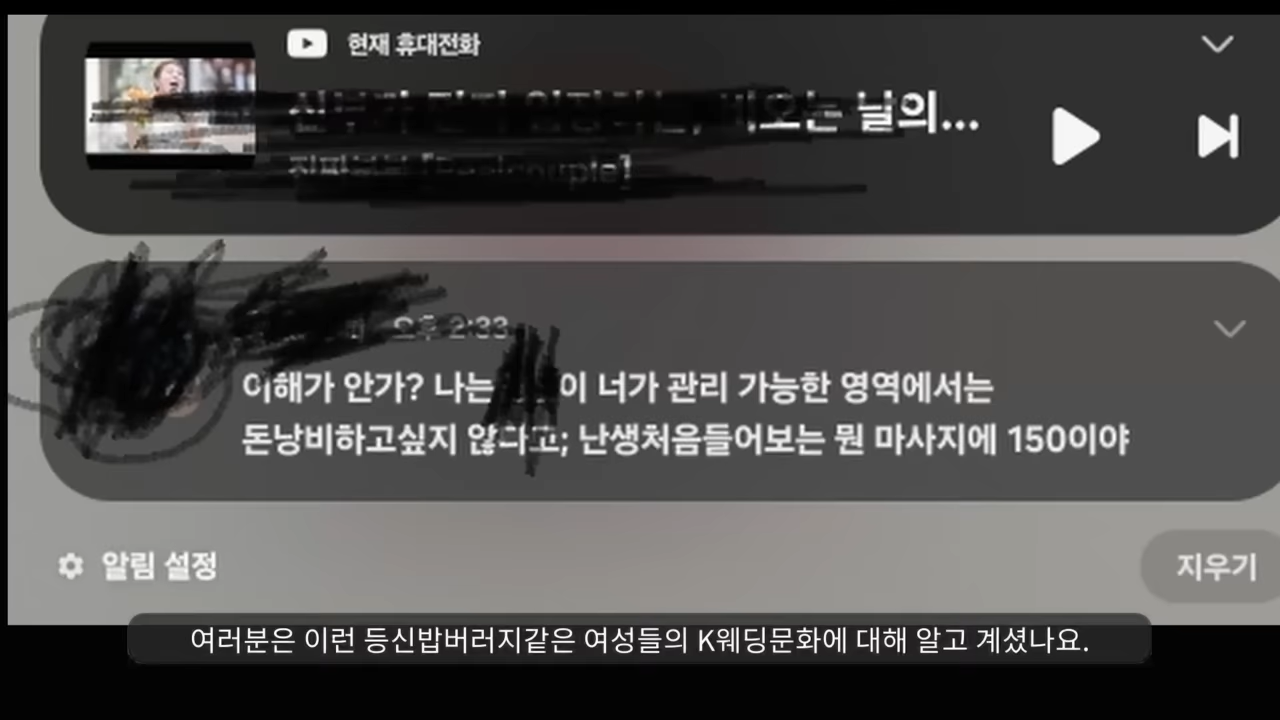 현재 휴대전화
날의...
오후 2:33
이해가 안가? 나는 이 너가 관리 가능한 영역에서는
돈낭비하고싶지 않다고; 난생처음들어보는 뭔 마사지에 150이야
알림 설정
지우기
여러분은 이런 등신밥버러지같은 여성들의 K웨딩문화에 대해 알고 계셨나요.